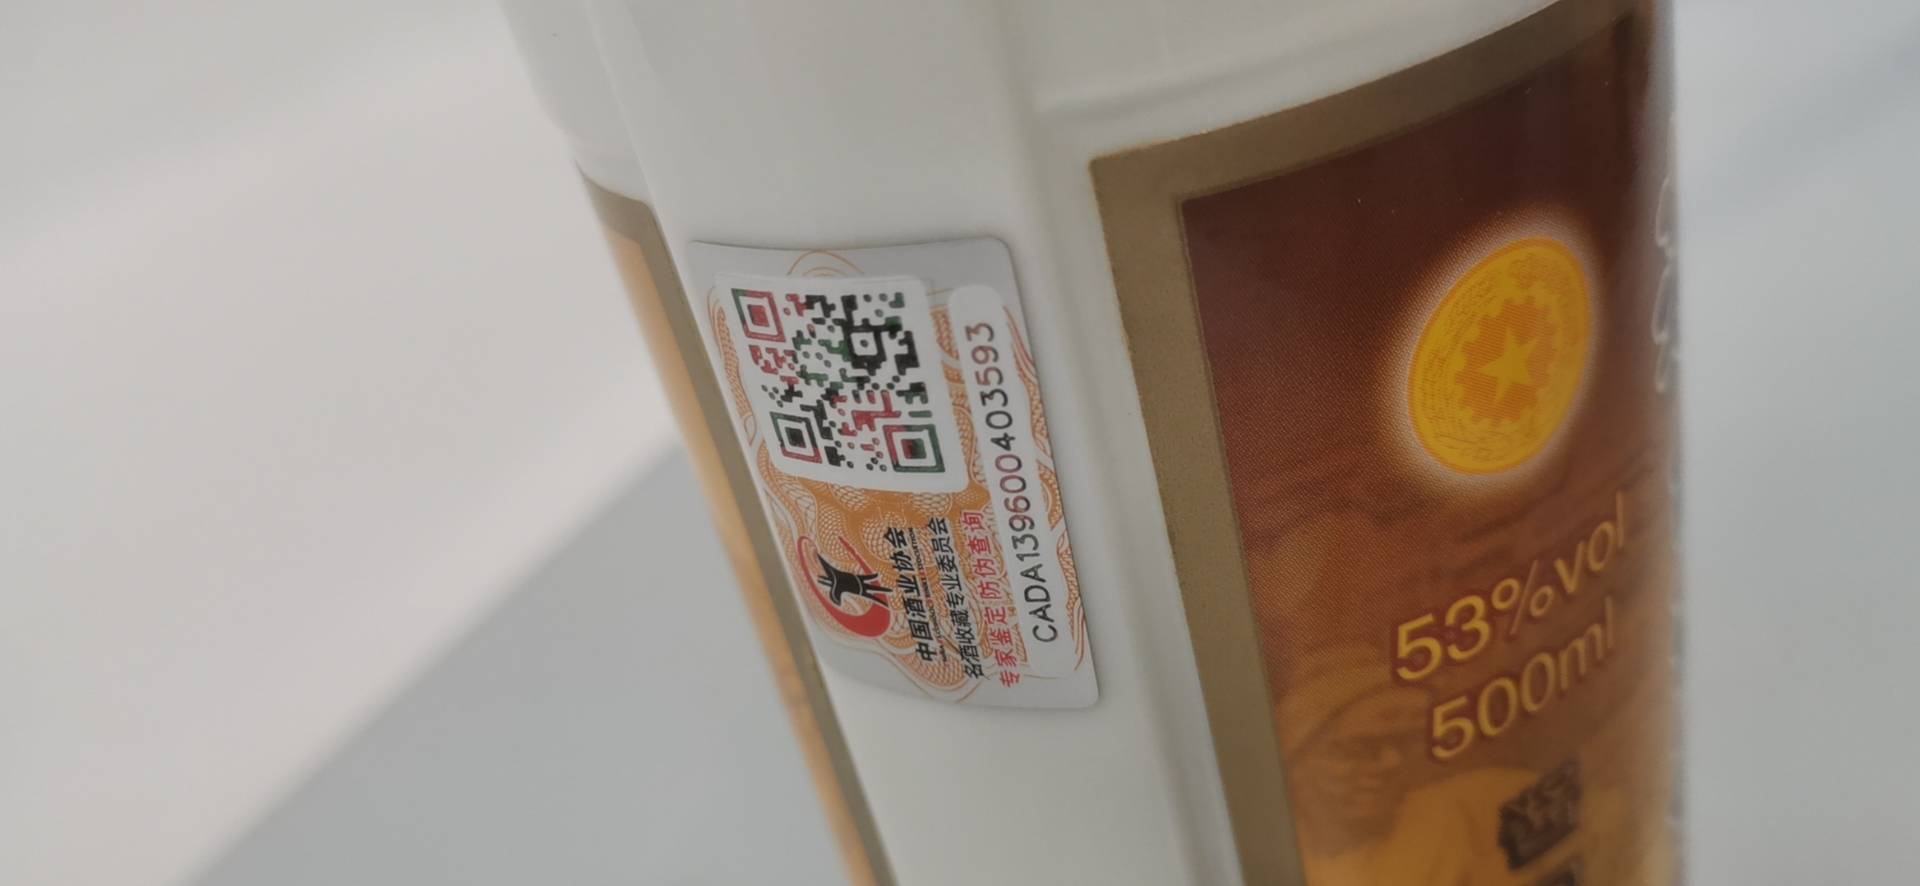 中国酒业协会
名酒收藏专业委员会
专家鉴定 防伪查询
CADA139600403593
53%vol
500ml